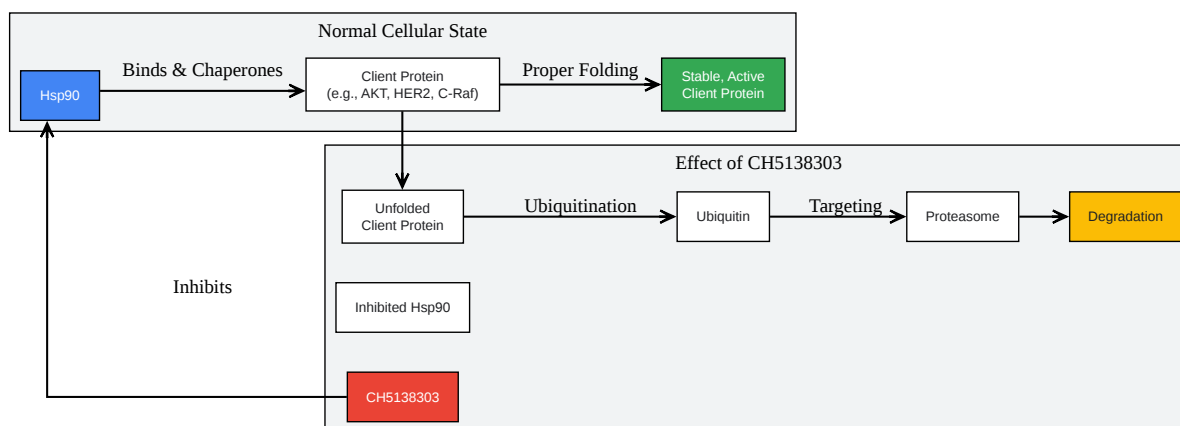 Normal Cellular State
Binds & Chaperones
Proper Folding
Hsp90
Client Protein
(e.g., AKT, HER2, C-Raf)
Stable, Active
Client Protein
Effect of CH5138303
Unfolded
Client Protein
Ubiquitination
Ubiquitin
Targeting
Proteasome
Degradation
Inhibits
Inhibited Hsp90
CH5138303